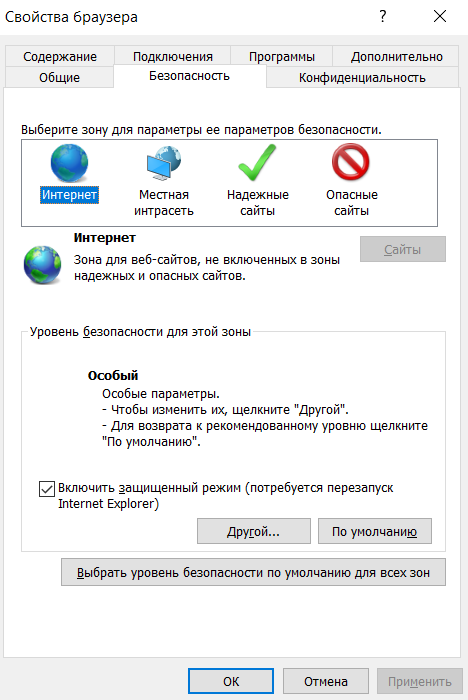 Свойства браузера
?
Содержание
Подключения
Программы
Дополнительно
Общие
Безопасность
Конфиденциальность
Выберите зону для параметры ее параметров безопасности.
Интернет
Местная
интрасеть
Надежные
сайты
Опасные
сайты
Интернет
Зона для веб-сайтов, не включенных в зоны
надежных и опасных сайтов.
Сайты
Уровень безопасности для этой зоны
Особый
Особые параметры.
- Чтобы изменить их, щелкните "Другой".
- Для возврата к рекомендованному уровню щелкните
"По умолчанию".
Включить защищенный режим (потребуется перезапуск
Internet Explorer)
Другой...
По умолчанию
Выбрать уровень безопасности по умолчанию для всех зон
ОК
Отмена
Применить